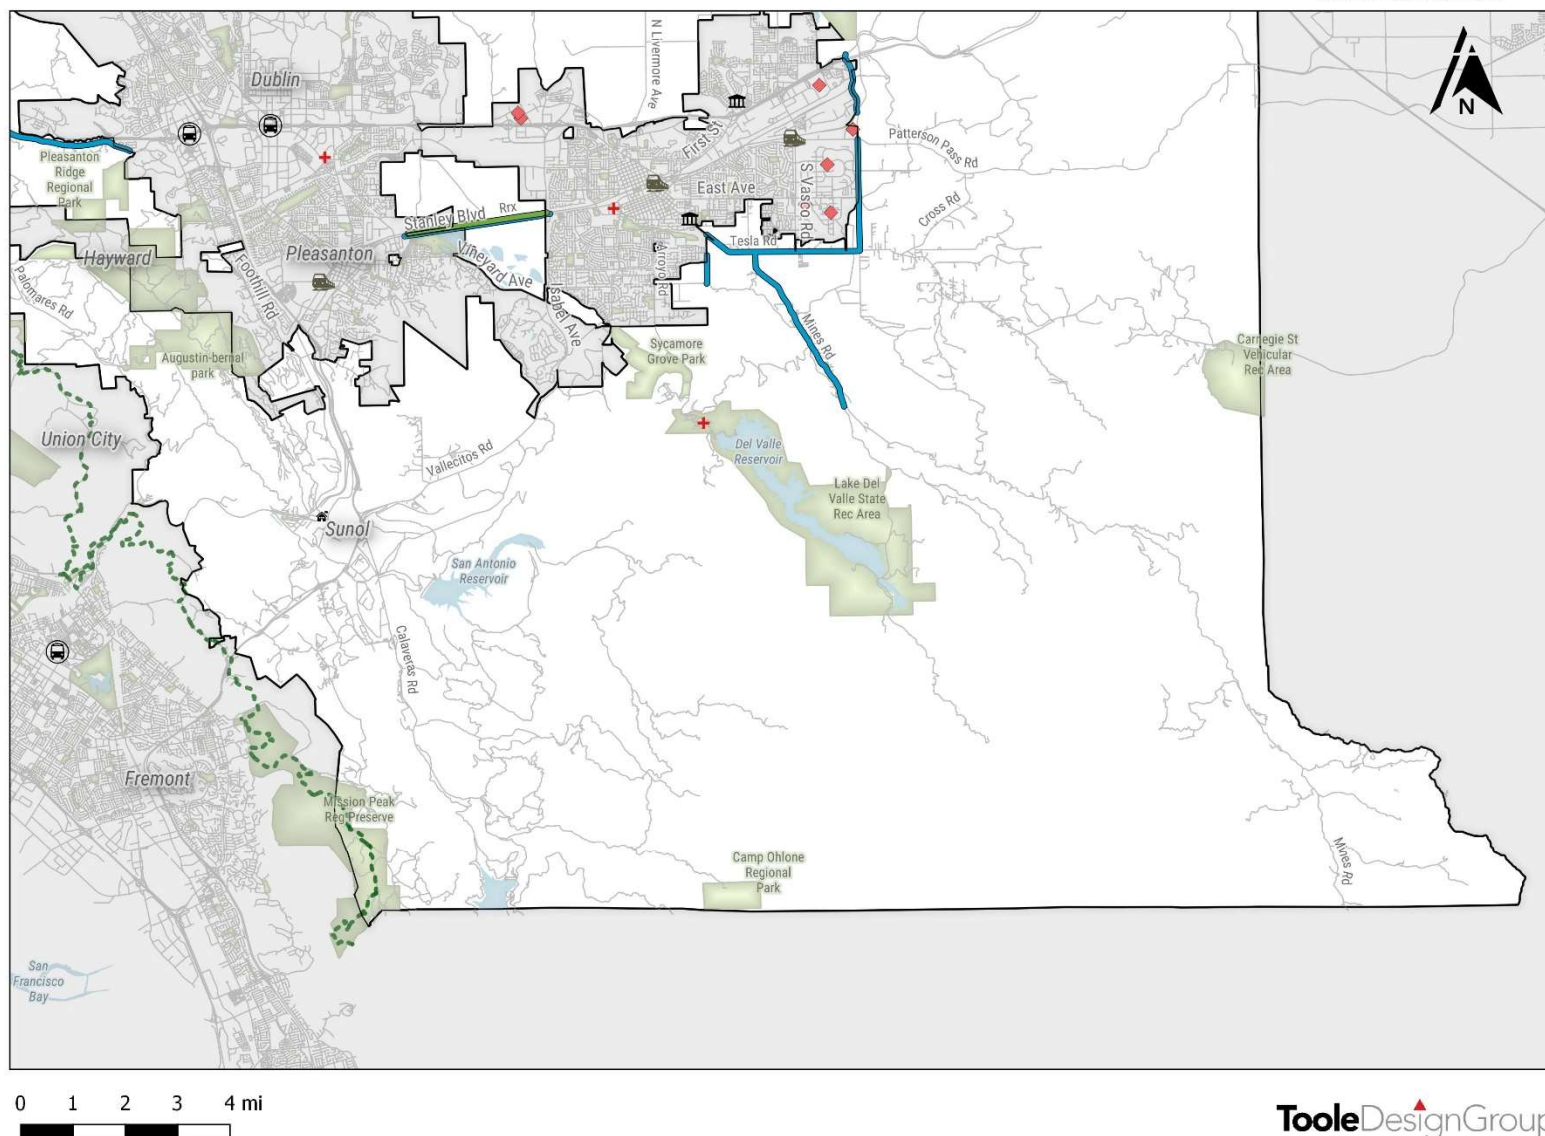 N Livermore Ave
Dublin
First St
N
Patterson Pass Rd
Pleasanton
Ridge
Regional
Park
East Ave
S Vasco Rd
Cross Rd
Stanley Blvd
Rrx
Tesla Rd
Hayward
Pleasanton
Vineyard Ave
Arroyo Rd
Palomares Rd
Foothill Rd
Isabel Ave
Mines Rd
Augustin-bernal
park
Sycamore
Grove Park
Carnegie St
Vehicular
Rec Area
Union City
Vallecitos Rd
Del Valle
Reservoir
Lake Del
Valle State
Rec Area
Sunol
San Antonio
Reservoir
Calaveras Rd
Fremont
Mission Peak
Reg Preserve
Camp Ohlone
Regional
Park
Mines Rd
San
Francisco
Bay
0 1 2 3 4 mi
TooleDesignGroup